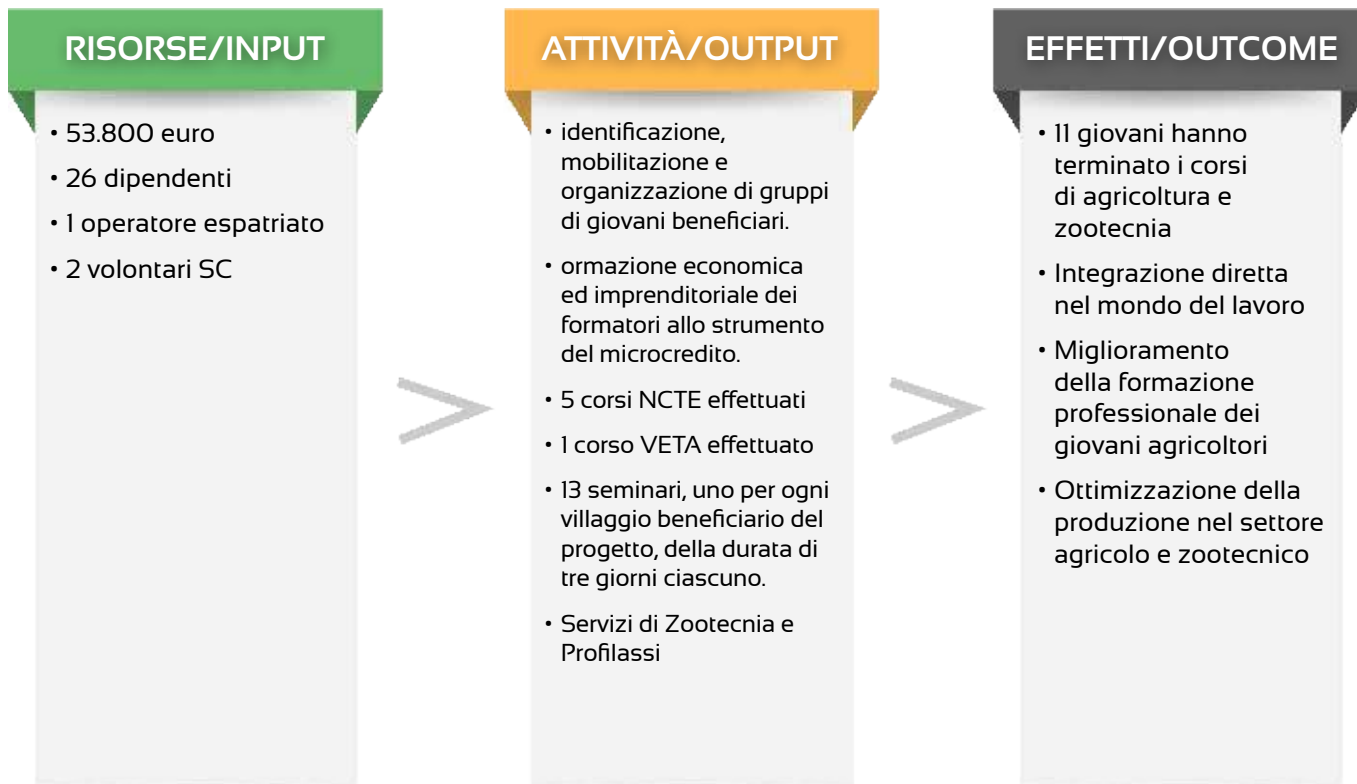 RISORSE/INPUT
• 53.800 euro
• 26 dipendenti
• 1 operatore espatriato
• 2 volontari SC
>
ATTIVITÀ/OUTPUT
• identificazione,
mobilitazione e
organizzazione di gruppi
di giovani beneficiari.
• ormazione economica
ed imprenditoriale dei
formatori allo strumento
del microcredito.
• 5 corsi NCTE effettuati
• 1 corso VETA effettuato
• 13 seminari, uno per ogni
villaggio beneficiario del
progetto, della durata di
tre giorni ciascuno.
• Servizi di Zootecnia e
Profilassi
>
EFFETTI/OUTCOME
• 11 giovani hanno
terminato i corsi
di agricoltura e
zootecnia
• Integrazione diretta
nel mondo del lavoro
• Miglioramento
della formazione
professionale dei
giovani agricoltori
• Ottimizzazione della
produzione nel settore
agricolo e zootecnico